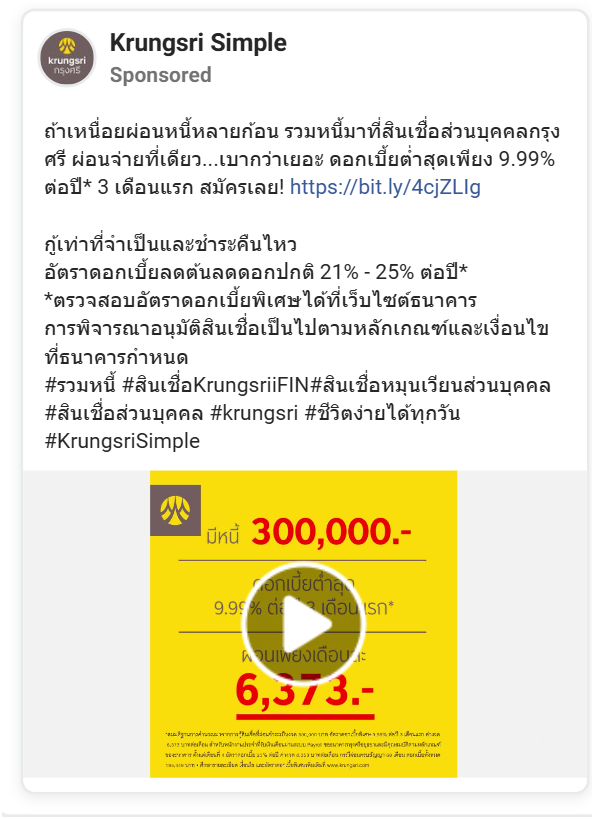 Krungsri Simple
krungsri
กรุงศรี
Sponsored
ถ้าเหนื่อยผ่อนหนี้หลายก้อน รวมหนี้มาที่สินเชื่อส่วนบุคคลกรุง
ศรี ผ่อนจ่ายที่เดียว...เบากว่าเยอะ ดอกเบี้ยต่ำสุดเพียง 9.99%
ต่อปี* 3 เดือนแรก สมัครเลย! https://bit.ly/4cjZLIg
กู้เท่าที่จำเป็นและชำระคืนไหว
อัตราดอกเบี้ยลดต้นลดดอกปกติ 21% - 25% ต่อปี*
*ตรวจสอบอัตราดอกเบี้ยพิเศษได้ที่เว็บไซต์ธนาคาร
การพิจารณาอนุมัติสินเชื่อเป็นไปตามหลักเกณฑ์และเงื่อนไข
ที่ธนาคารกำหนด
#รวมหนี้ #สินเชื่อKrungsriiFIN#สินเชื่อหมุนเวียนส่วนบุคคล
#สินเชื่อส่วนบุคคล #krungsri #ชีวิตง่ายได้ทุกวัน
#KrungsriSimple
มีหนี้ 300,000.-
ดอกเบี้ยต่ำสุด
9.99% ต่อปี 3 เดือนแรก*
ผ่อนเพียงเดือนละ
6,373.-